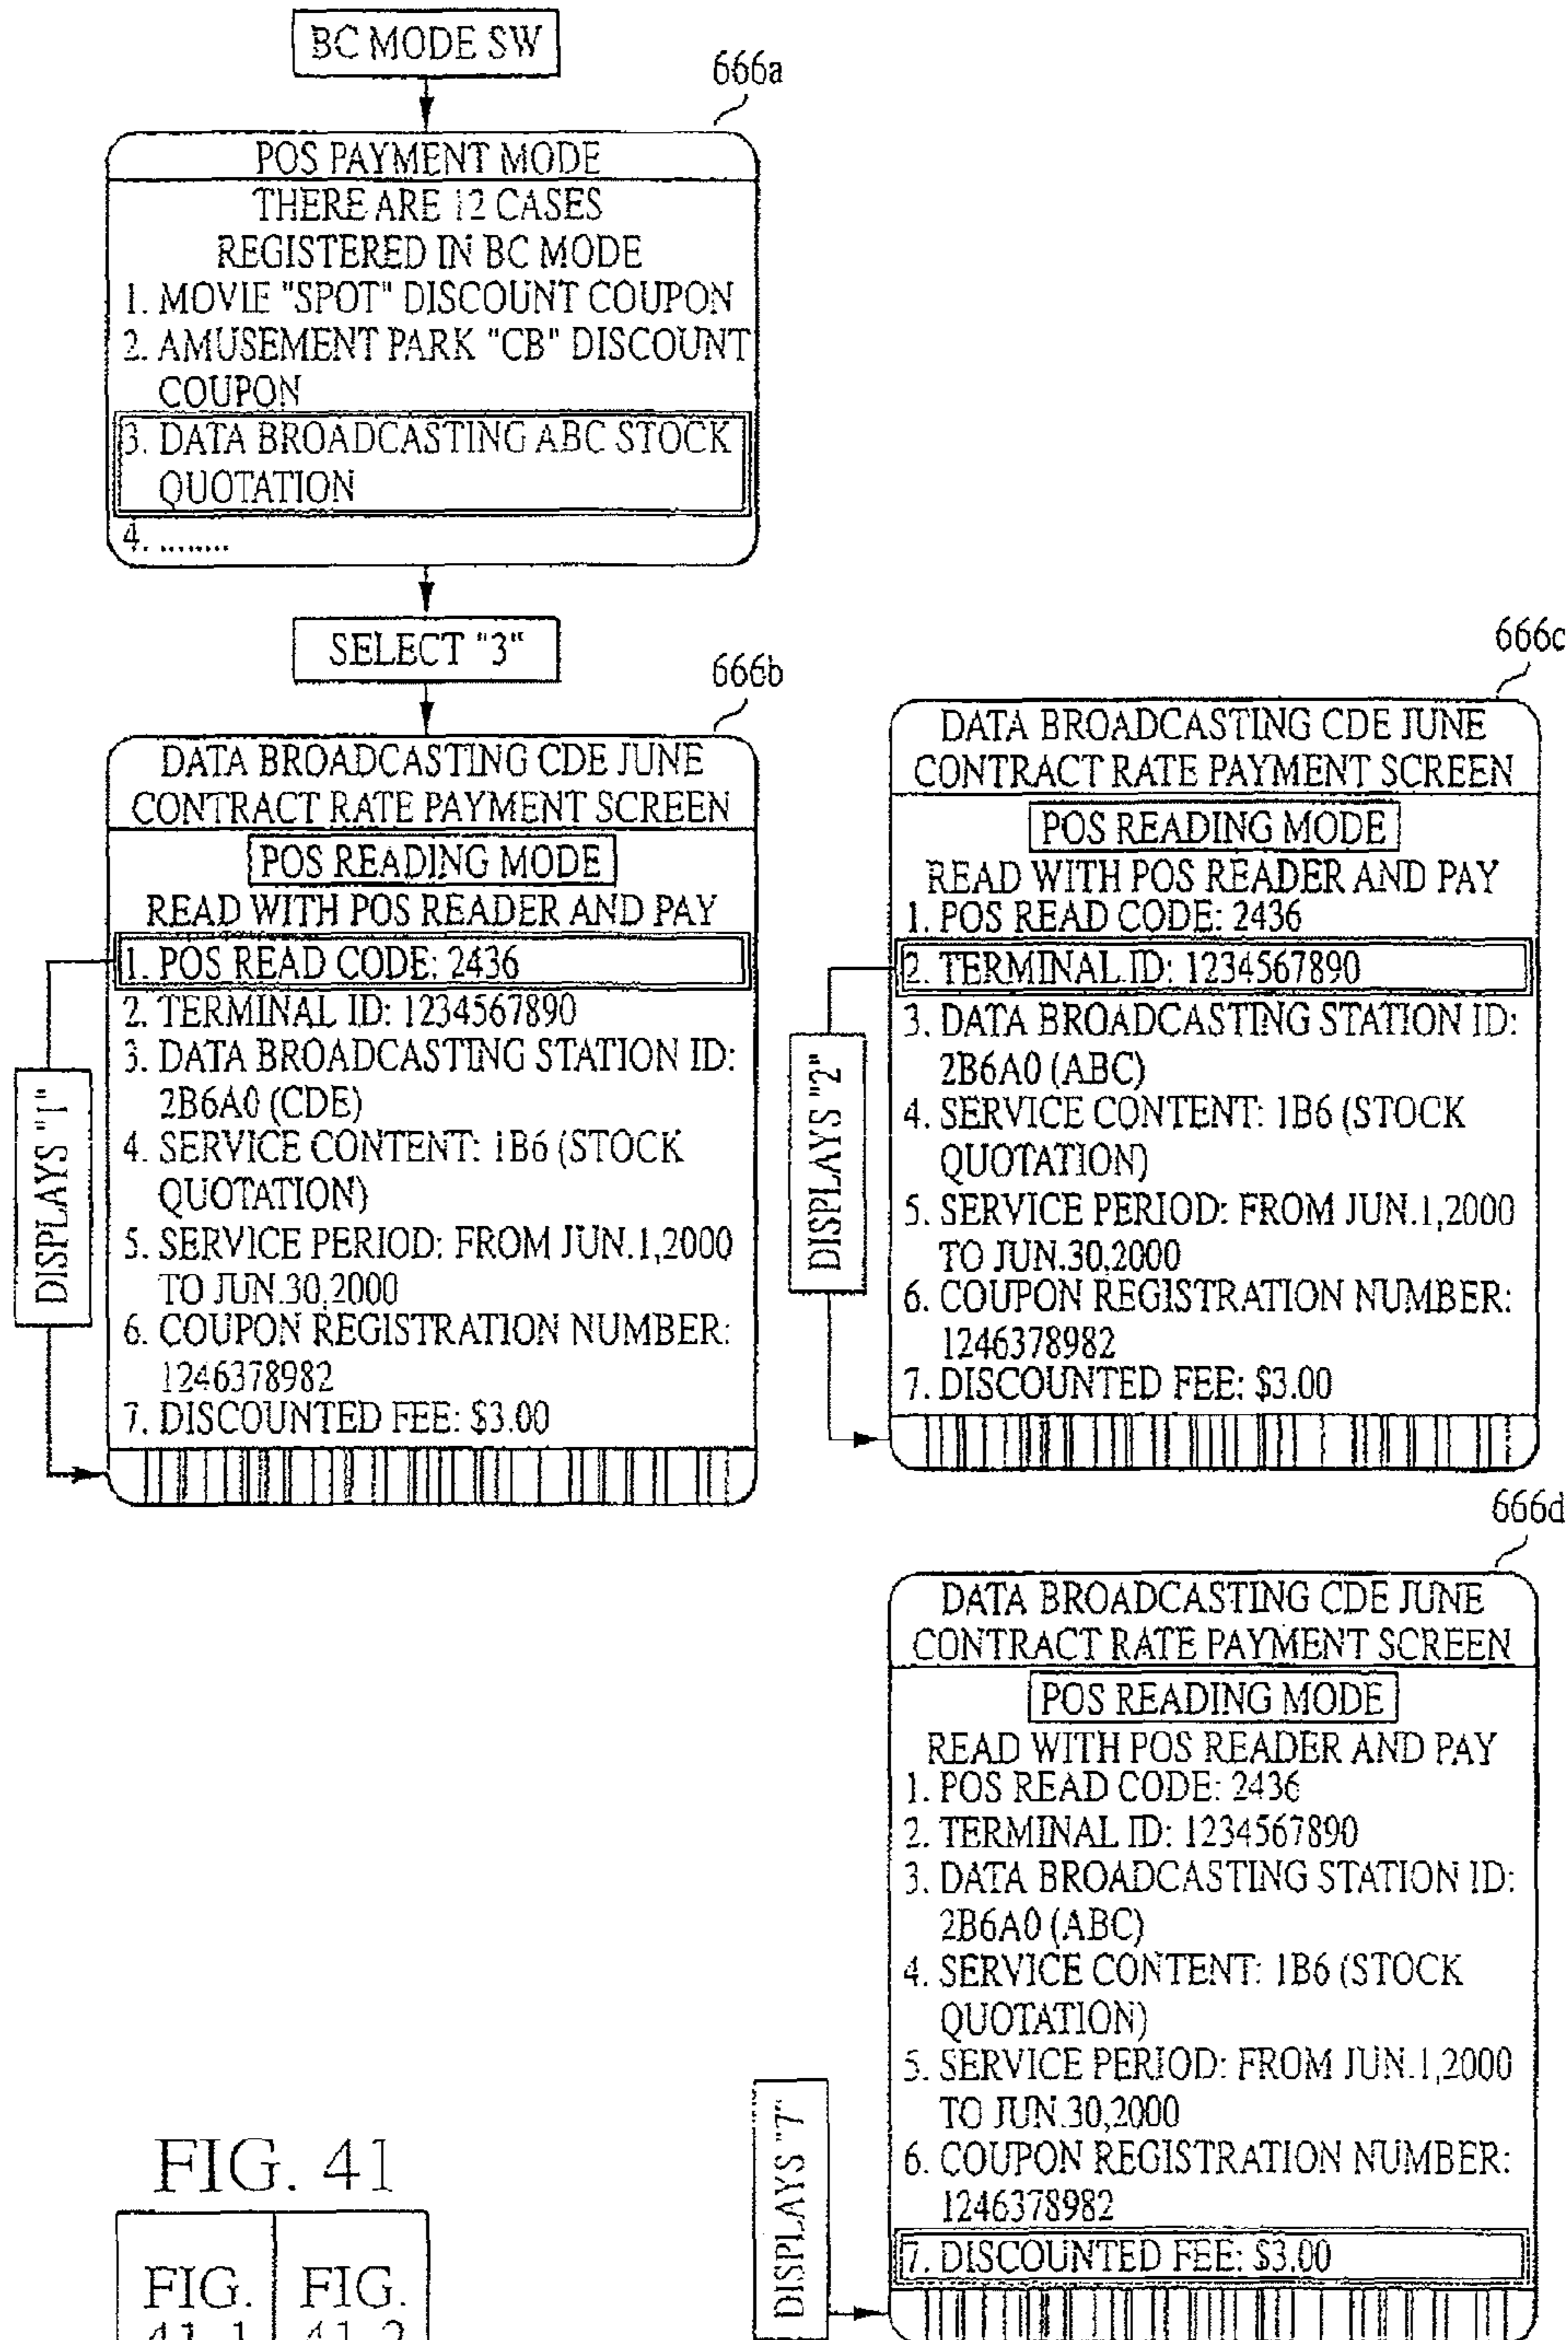 BC MODE SW
666a
POS PAYMENT MODE
THERE ARE 12 CASES
REGISTERED IN BC MODE
1. MOVIE "SPOT" DISCOUNT COUPON
2. AMUSEMENT PARK "CB" DISCOUNT
COUPON
3. DATA BROADCASTING ABC STOCK
QUOTATION
4. ........
SELECT "3"
666b
DATA BROADCASTING CDE JUNE
CONTRACT RATE PAYMENT SCREEN
POS READING MODE
READ WITH POS READER AND PAY
1. POS READ CODE: 2436
2. TERMINAL ID: 1234567890
3. DATA BROADCASTING STATION ID:
2B6A0 (CDE)
4. SERVICE CONTENT: 1B6 (STOCK
QUOTATION)
5. SERVICE PERIOD: FROM JUN.1,2000
TO JUN.30,2000
6. COUPON REGISTRATION NUMBER:
1246378982
7. DISCOUNTED FEE: $3.00
DISPLAYS "1"
666c
DATA BROADCASTING CDE JUNE
CONTRACT RATE PAYMENT SCREEN
POS READING MODE
READ WITH POS READER AND PAY
1. POS READ CODE: 2436
2. TERMINAL.ID: 1234567890
3. DATA BROADCASTING STATION ID:
2B6A0 (ABC)
4. SERVICE CONTENT: 1B6 (STOCK
QUOTATION)
5. SERVICE PERIOD: FROM JUN.1,2000
TO JUN.30,2000
6. COUPON REGISTRATION NUMBER:
1246378982
7. DISCOUNTED FEE: $3.00
DISPLAYS "2"
666d
DATA BROADCASTING CDE JUNE
CONTRACT RATE PAYMENT SCREEN
POS READING MODE
READ WITH POS READER AND PAY
1. POS READ CODE: 2436
2. TERMINAL ID: 1234567890
3. DATA BROADCASTING STATION ID:
2B6A0 (ABC)
4. SERVICE CONTENT: 1B6 (STOCK
QUOTATION)
5. SERVICE PERIOD: FROM JUN.1,2000
TO JUN.30,2000
6. COUPON REGISTRATION NUMBER:
1246378982
7. DISCOUNTED FEE: $3.00
DISPLAYS "7"
FIG. 41
FIG.
41-1
FIG.
41-2